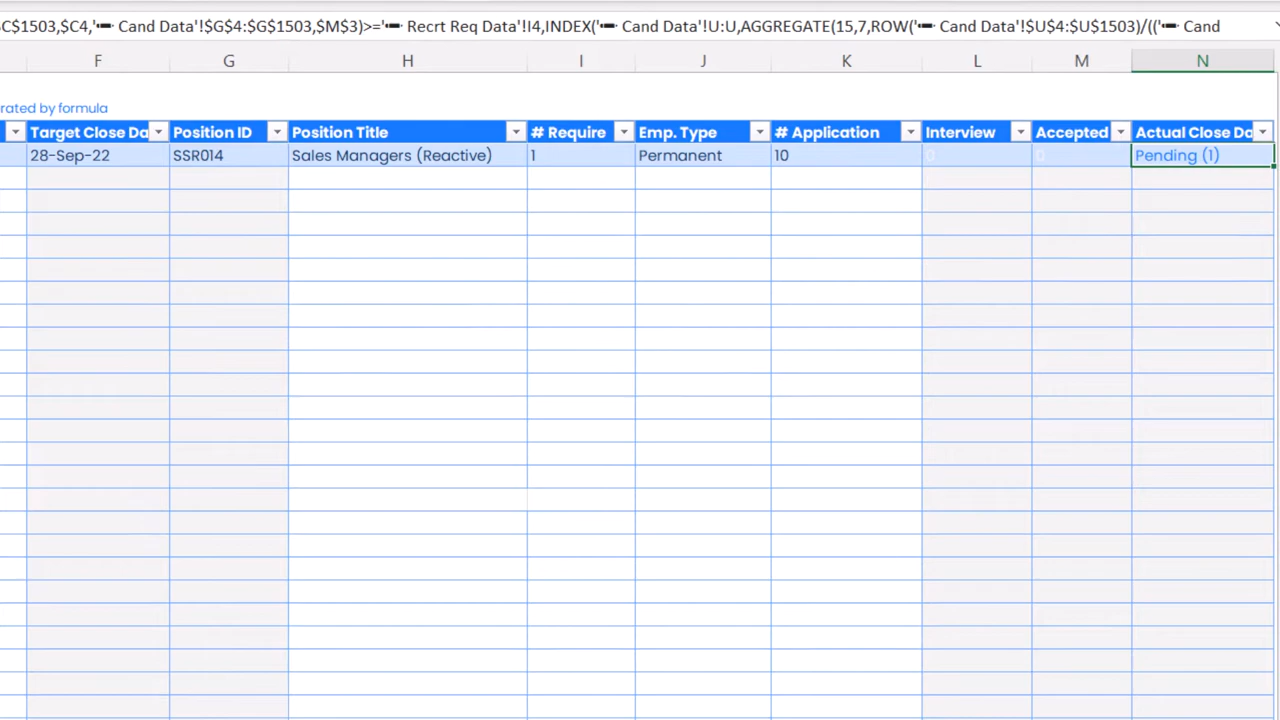 C$1503,$C4,'📼 Cand Data'!$G$4:$G$1503,$M$3)>='📼 Recrt Req Data'!I4,INDEX('📼 Cand Data'!U:U,AGGREGATE(15,7,ROW('📼 Cand Data'!$U$4:$U$1503)/(('📼 Cand
F G H I J K L M N
rated by formula
Target Close Da Position ID Position Title # Require Emp. Type # Application Interview Accepted Actual Close Da
28-Sep-22 SSR014 Sales Managers (Reactive) 1 Permanent 10 0 0 Pending (1)